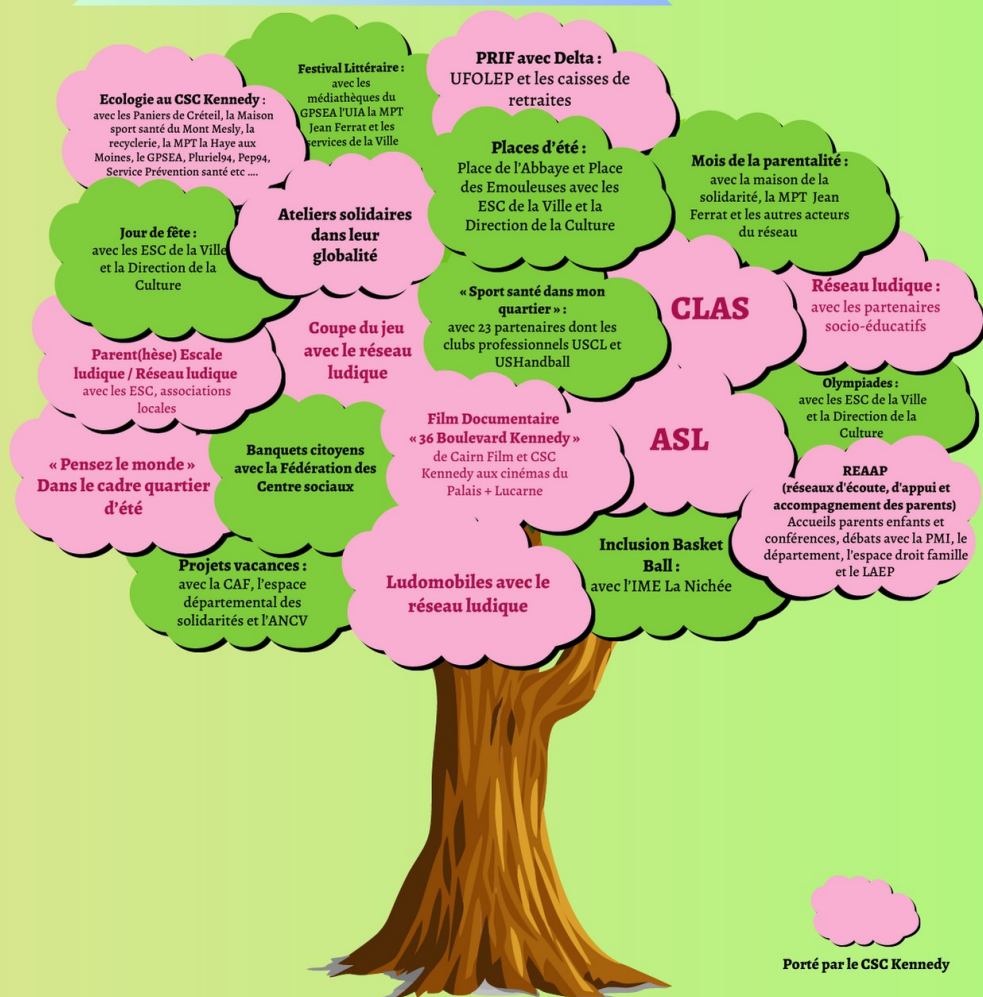 Ecologie au CSC Kennedy :
avec les Paniers de Créteil, la Maison
sport santé du Mont Mesly, la
recyclerie, la MPT la Haye aux
Moines, le GPSEA, Pluriel94, Pep94,
Service Prévention santé etc ....
Festival Littéraire :
avec les
médiathèques du
GPSEA l'UIA la MPT
Jean Ferrat et les
services de la Ville
PRIF avec Delta :
UFOLEP et les caisses de
retraites
Places d'été :
Place de l'Abbaye et Place
des Emouleuses avec les
ESC de la Ville et la
Direction de la Culture
Mois de la parentalité :
avec la maison de la
solidarité, la MPT Jean
Ferrat et les autres acteurs
du réseau
Jour de fête :
avec les ESC de la Ville
et la Direction de la
Culture
Ateliers solidaires
dans leur
globalité
« Sport santé dans mon
quartier » :
avec 23 partenaires dont les
clubs professionnels USCL et
USHandball
CLAS
Réseau ludique :
avec les partenaires
socio-éducatifs
Parent(hèse) Escale
ludique / Réseau ludique
avec les ESC, associations
locales
Coupe du jeu
avec le réseau
ludique
Olympiades :
avec les ESC de la Ville
et la Direction de la
Culture
« Pensez le monde »
Dans le cadre quartier
d'été
Banquets citoyens
avec la Fédération des
Centre sociaux
Film Documentaire
« 36 Boulevard Kennedy »
de Cairn Film et CSC
Kennedy aux cinémas du
Palais + Lucarne
ASL
REAAP
(réseaux d'écoute, d'appui et
accompagnement des parents)
Accueils parents enfants et
conférences, débats avec la PMI, le
département, l'espace droit famille
et le LAEP
Projets vacances :
avec la CAF, l'espace
départemental des
solidarités et l'ANCV
Ludomobiles avec le
réseau ludique
Inclusion Basket
Ball :
avec l'IME La Nichée
Porté par le CSC Kennedy